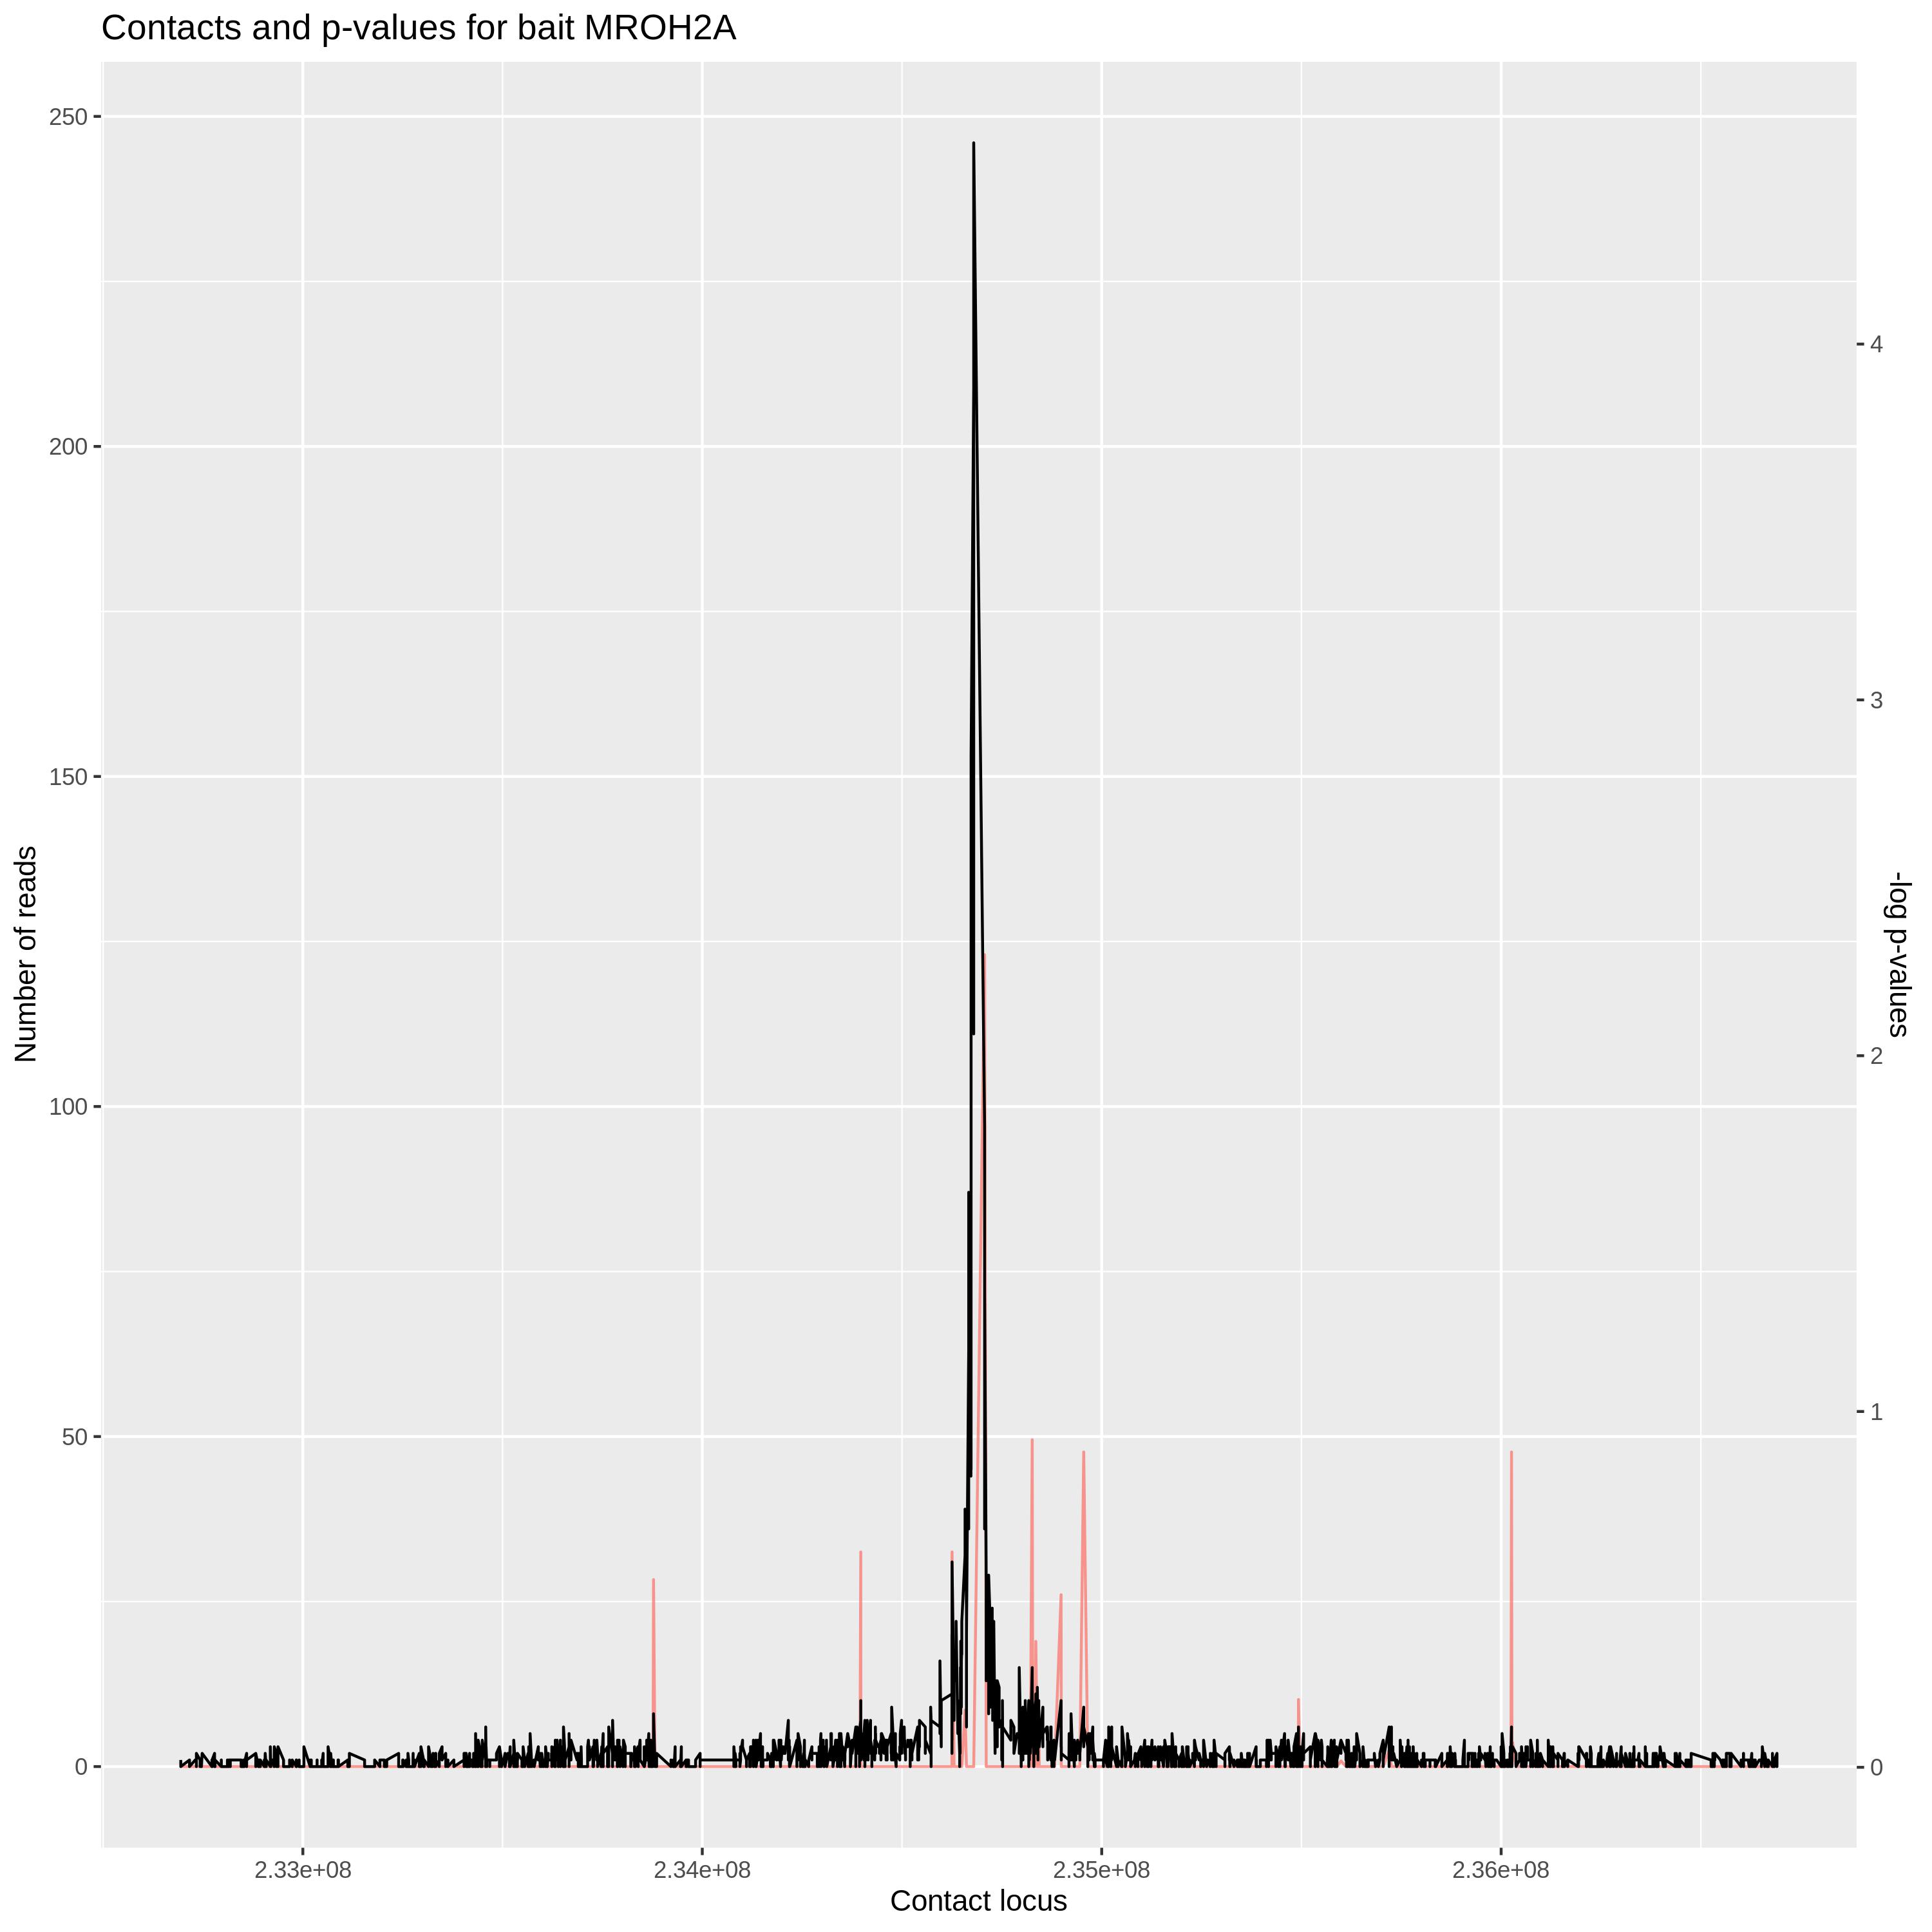 Contacts and p-values for bait MROH2A
250
200
150
100
50
0
Number of reads
4
3
2
1
0
-log p-values
2.33e+08 2.34e+08 2.35e+08 2.36e+08
Contact locus